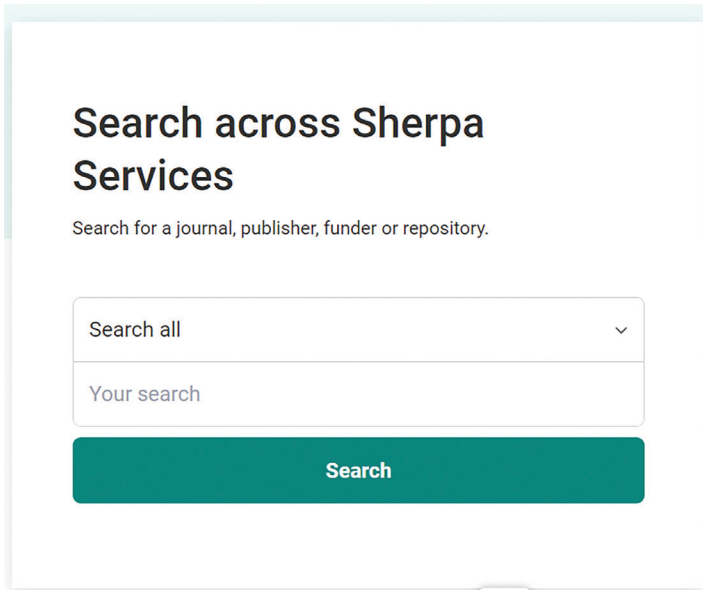 Search across Sherpa
Services
Search for a journal, publisher, funder or repository.
Search all
Your search
Search